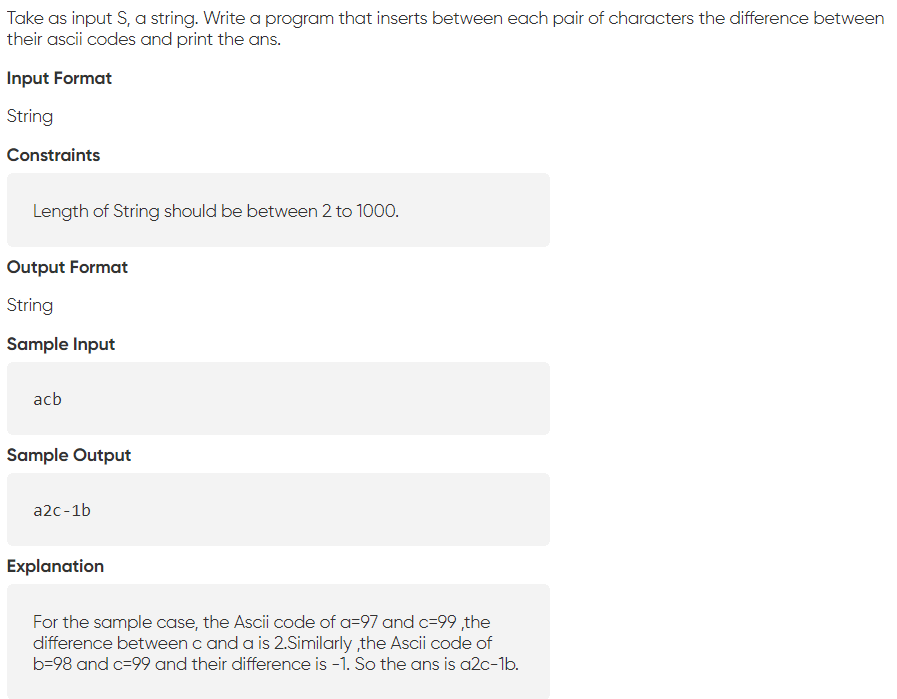 Take as input S, a string. Write a program that inserts between each pair of characters the difference between
their ascii codes and print the ans.
Input Format
String
Constraints
Length of String should be between 2 to 1000.
Output Format
String
Sample Input
acb
Sample Output
a2c-1b
Explanation
For the sample case, the Ascii code of a=97 and c=99 ,the
difference between c and a is 2.Similarly ,the Ascii code of
b=98 and c=99 and their difference is -1. So the ans is a2c-1b.